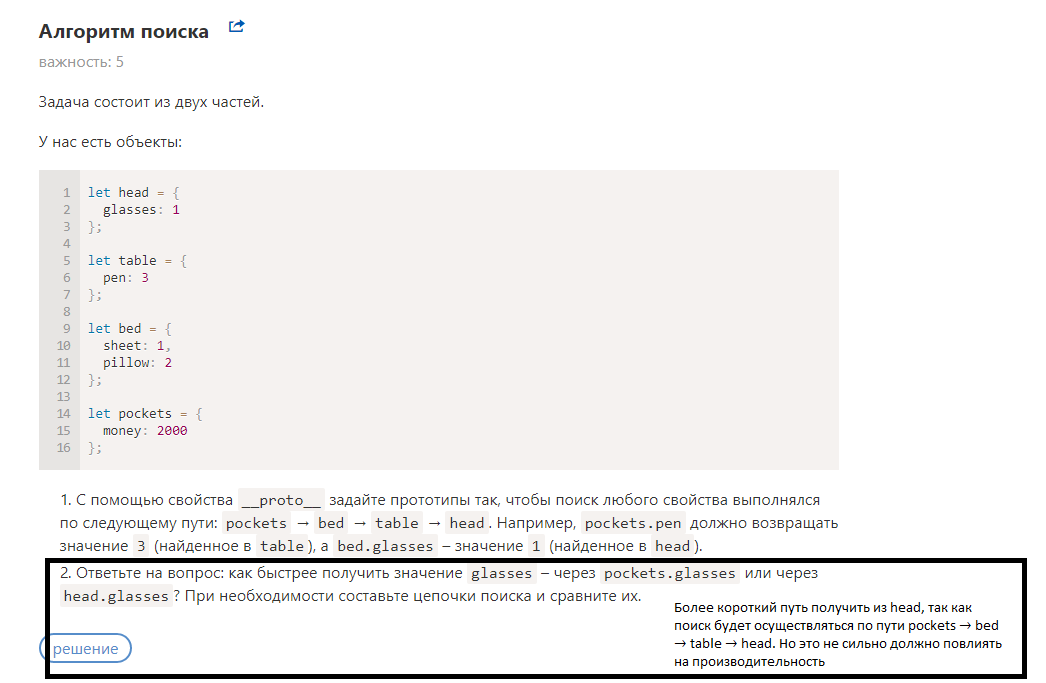 Алгоритм поиска
важность: 5
Задача состоит из двух частей.
У нас есть объекты:
1 let head = {
2   glasses: 1
3 };
4
5 let table = {
6   pen: 3
7 };
8
9 let bed = {
10   sheet: 1,
11   pillow: 2
12 };
13
14 let pockets = {
15   money: 2000
16 };
1. С помощью свойства __proto__ задайте прототипы так, чтобы поиск любого свойства выполнялся
по следующему пути: pockets → bed → table → head. Например, pockets.pen должно возвращать
значение 3 (найденное в table), а bed.glasses – значение 1 (найденное в head).
2. Ответьте на вопрос: как быстрее получить значение glasses – через pockets.glasses или через
head.glasses? При необходимости составьте цепочки поиска и сравните их.
Более короткий путь получить из head, так как
поиск будет осуществляться по пути pockets → bed
→ table → head. Но это не сильно должно повлиять
на производительность
решение